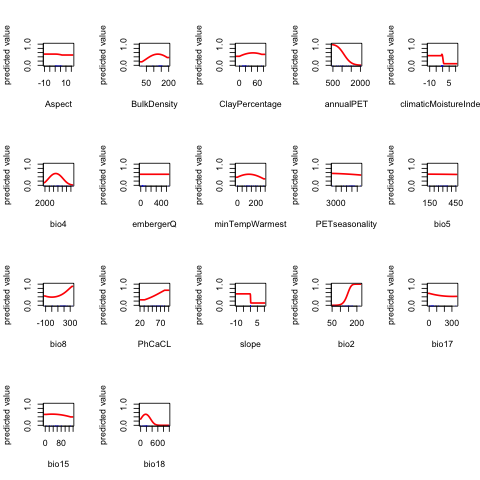 predicted value
0.0 1.0
-10 10
Aspect
predicted value
0.0 1.0
50 200
BulkDensity
predicted value
0.0 1.0
0 60
ClayPercentage
predicted value
0.0 1.0
500 2000
annualPET
predicted value
0.0 1.0
-10 5
climaticMoistureInde
predicted value
0.0 1.0
2000
bio4
predicted value
0.0 1.0
0 400
embergerQ
predicted value
0.0 1.0
0 200
minTempWarmest
predicted value
0.0 1.0
3000
PETseasonality
predicted value
0.0 1.0
150 450
bio5
predicted value
0.0 1.0
-100 300
bio8
predicted value
0.0 1.0
20 70
PhCaCL
predicted value
0.0 1.0
-10 5
slope
predicted value
0.0 1.0
50 200
bio2
predicted value
0.0 1.0
0 300
bio17
predicted value
0.0 1.0
0 80
bio15
predicted value
0.0 1.0
0 600
bio18